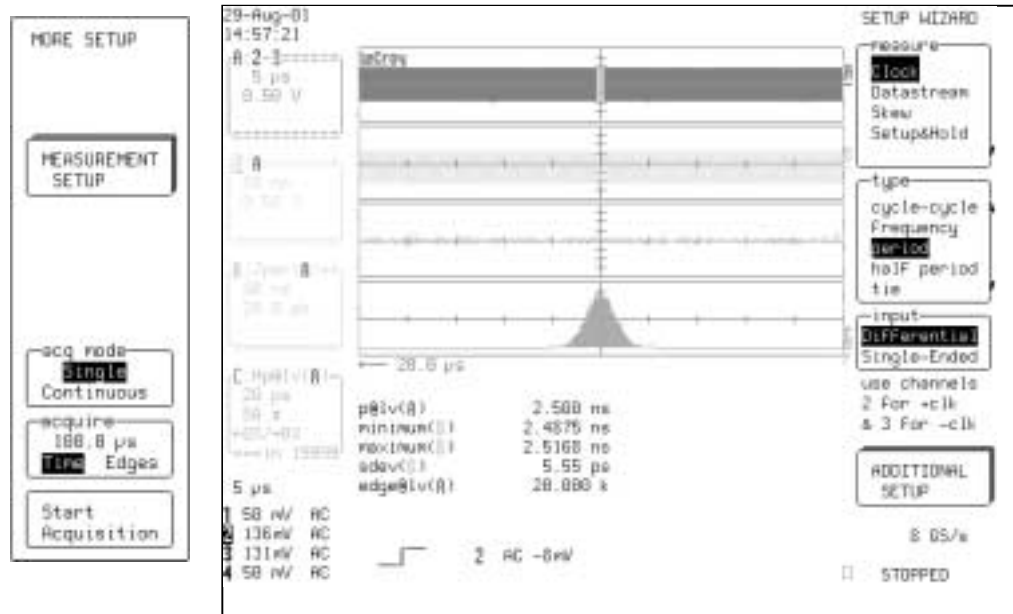 MORE SETUP
MEASUREMENT
SETUP
acq mode
Single
Continuous
acquire
100.0 µs
Time Edges
Start
Acquisition
29-Aug-01
14:57:21
A:2-3
5 µs
0.50 V
A
5 µs
1 50 mV AC
2 136mV AC
3 131mV AC
4 50 mV AC
LeCroy
20.0 µs
p@lv(A) 2.500 ns
minimum( ) 2.4875 ns
maximum( ) 2.5168 ns
sdev( ) 5.55 ps
edge@lv(A) 20.000 k
2 AC -8mV
SETUP WIZARD
measure
Clock
Datastream
Skew
Setup&Hold
type
cycle-cycle
Frequency
period
half period
tie
input
Differential
Single-Ended
use channels
2 For +clk
& 3 For -clk
ADDITIONAL
SETUP
8 GS/s
STOPPED